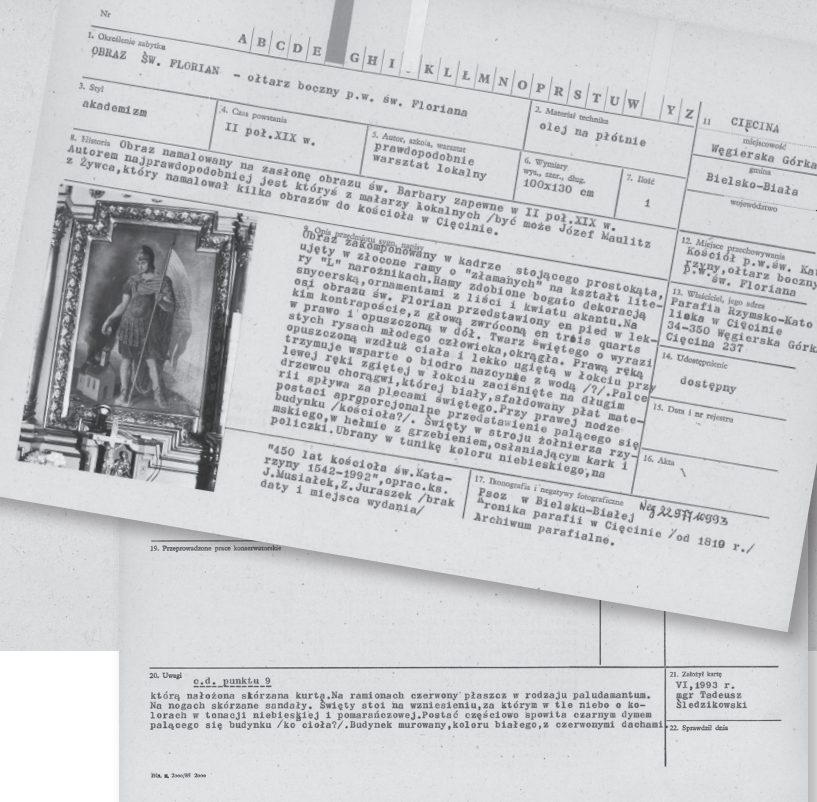 Nr
A B C D E G H I K L Ł M N O P R S T U W Y Z
1. Określenie zabytku
OBRAZ ŚW. FLORIAN - ołtarz boczny p.w. św. Floriana
2. Materiał technika
olej na płótnie
3. Styl
akademizm
4. Czas powstania
II poł.XIX w.
5. Autor, szkoła, warsztat
prawdopodobnie
warsztat lokalny
6. Wymiary
wys., szer., dług.
100x130 cm
7. Ilość
1
8. Historia Obraz namalowany na zasłonę obrazu św. Barbary zapewne w II poł.XIX w.
Autorem najprawdopodobniej jest któryś z malarzy lokalnych /być może Józef Maulitz
z Żywca,który namalował kilka obrazów do kościoła w Cięcinie.
9. Opis przedmiotu sygn. napisy
Obraz zakomponowany w kadrze stojącego prostokąta,
ujęty w złocone ramy o "złamanych" na kształt lite-
ry "L" narożnikach.Ramy zdobione bogato dekoracją
snycerską,ornamentami z liści i kwiatu akantu.Na
osi obrazu św. Florian przedstawiony en pied w lek-
kim kontrapoście,z głową zwróconą en trois quarts
w prawo i opuszczoną w dół. Twarz świętego o wyrazi
stych rysach młodego człowieka,okrągła. Prawą ręką
opuszczoną wzdłuż ciała i lekko ugiętą w łokciu przy
trzymuje wsparte o biodro naczynie z wodą /?/.Palce
lewej ręki zgiętej w łokciu zaciśnięte na długim
drzewcu chorągwi,której biały,sfałdowany płat mate-
rii spływa za plecami świętego.Przy prawej nodze
postaci aproporcjonalne przedstawienie palącego się
budynku /kościoła?/. Święty w stroju żołnierza rzy-
mskiego,w hełmie z grzebieniem,osłaniającym kark i
policzki.Ubrany w tunikę koloru niebieskiego,na
"450 lat kościoła św.Kata-
rzyny 1542-1992",oprac.ks.
J.Musiałek,Z.Juraszek /brak
daty i miejsca wydania/
11 CIĘCINA
miejscowość
Węgierska Górka
gmina
Bielsko-Biała
województwo
12. Miejsce przechowywania
Kościół p.w.św. Ka
rzyny,ołtarz boczny
p.w.św. Floriana
13. Właściciel, jego adres
Parafia Rzymsko-Kato
licka w Cięcinie
34-350 Węgierska Górk
Cięcina 237
14. Udostępnienie
dostępny
15. Data i nr rejestru
16. Akta
17. Ikonografia i negatywy fotograficzne
Psoz w Bielsku-Białej Neg 22977 10993
Kronika parafii w Cięcinie /od 1819 r./
Archiwum parafialne.
19. Przeprowadzone prace konserwatorskie
20. Uwagi
c.d. punktu 9
którą nałożona skórzana kurta.Na ramionach czerwony płaszcz w rodzaju paludamantum.
Na nogach skórzane sandały. Święty stoi na wzniesieniu,za którym w tle niebo o ko-
lorach w tonacji niebieskiej i pomarańczowej.Postać częściowo spowita czarnym dymem
palącego się budynku /ko cioła?/.Budynek murowany,koloru białego,z czerwonymi dachami
21. Założył kartę
VI,1993 r.
mgr Tadeusz
Śledzikowski
22. Sprawdził dnia